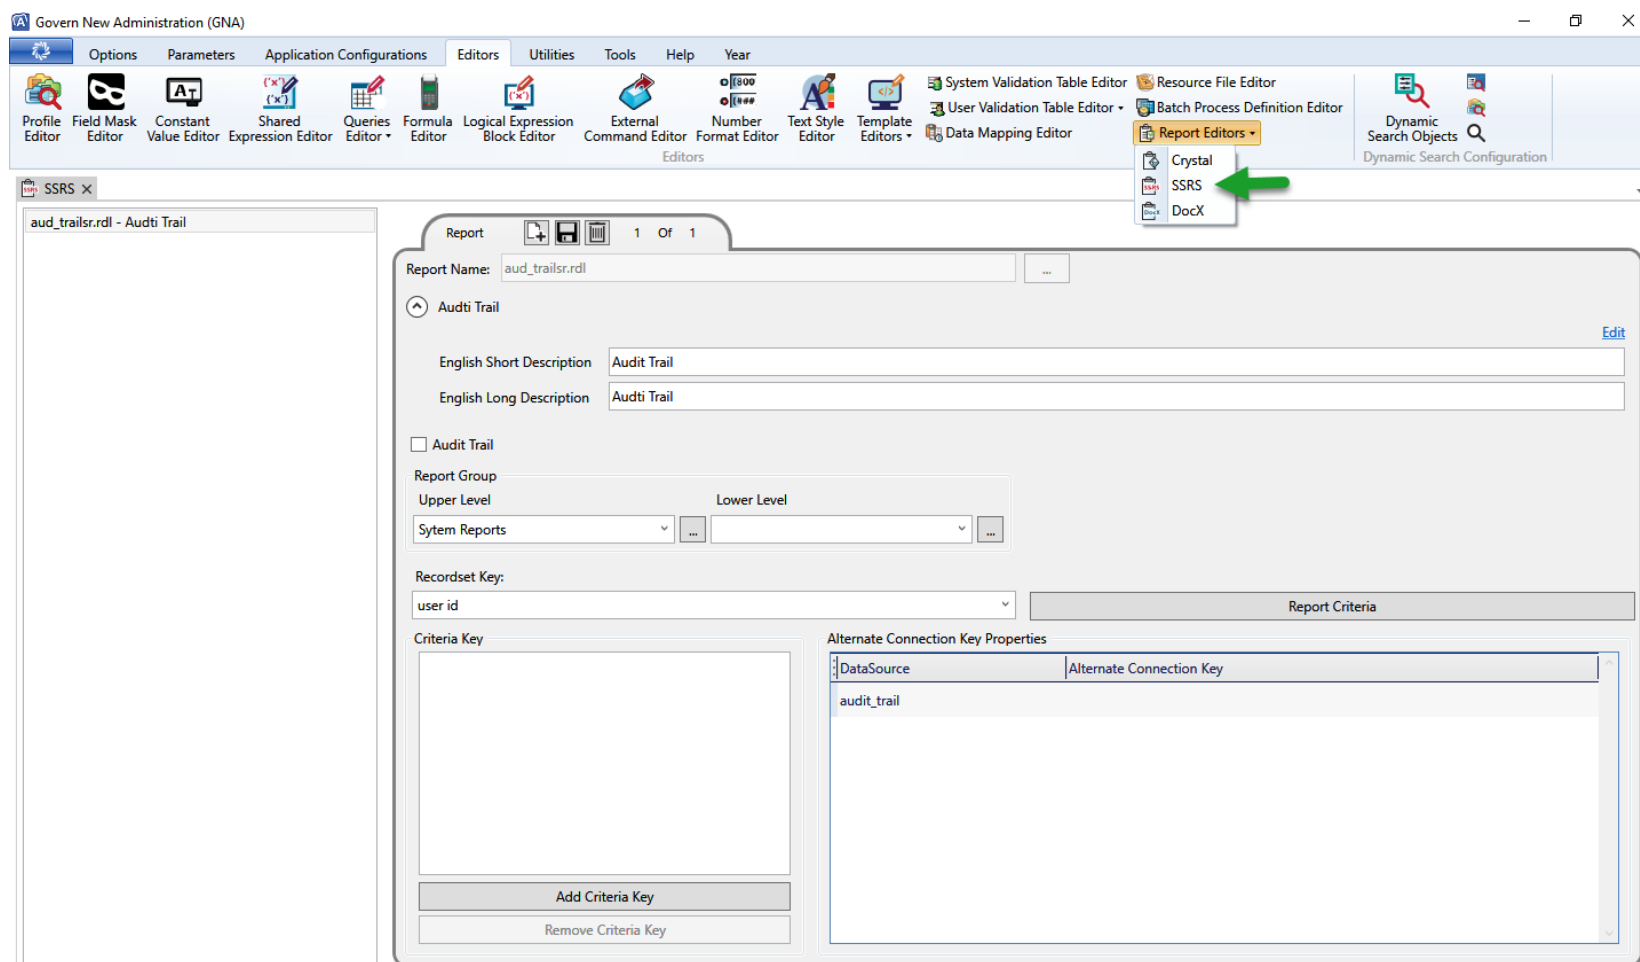 Govern New Administration (GNA)
Options Parameters Application Configurations Editors Utilities Tools Help Year
Profile Editor
Field Mask Editor
Constant Value Editor
Shared Expression Editor
Queries Editor
Formula Editor
Logical Expression Block Editor
External Command Editor
Number Format Editor
Text Style Editor
Template Editors
System Validation Table Editor
User Validation Table Editor
Data Mapping Editor
Resource File Editor
Batch Process Definition Editor
Report Editors
Dynamic Search Objects
Editors
Dynamic Search Configuration
Crystal
SSRS
DocX
SSRS
aud_trailsr.rdl - Audti Trail
Report 1 Of 1
Report Name: aud_trailsr.rdl ...
Audti Trail
Edit
English Short Description Audit Trail
English Long Description Audti Trail
Audit Trail
Report Group
Upper Level Lower Level
Sytem Reports ... ...
Recordset Key:
user id Report Criteria
Criteria Key Alternate Connection Key Properties
DataSource Alternate Connection Key
audit_trail
Add Criteria Key
Remove Criteria Key